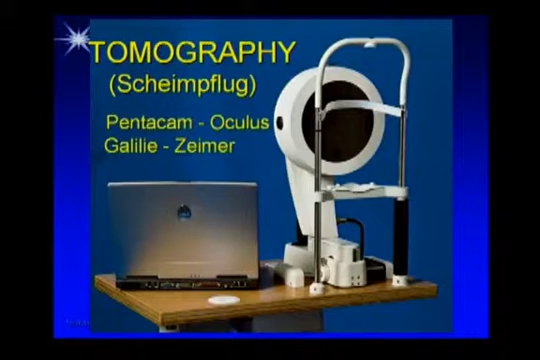 TOMOGRAPHY
(Scheimpflug)
Pentacam - Oculus
Galilie - Zeimer